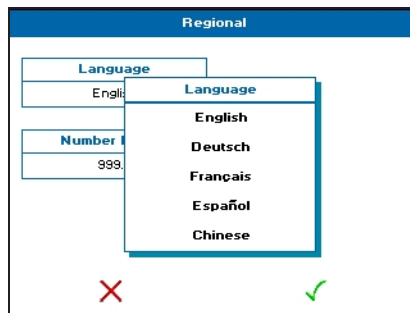 Regional
Language
Engli
Language
English
Deutsch
Français
Español
Chinese
Number
999.